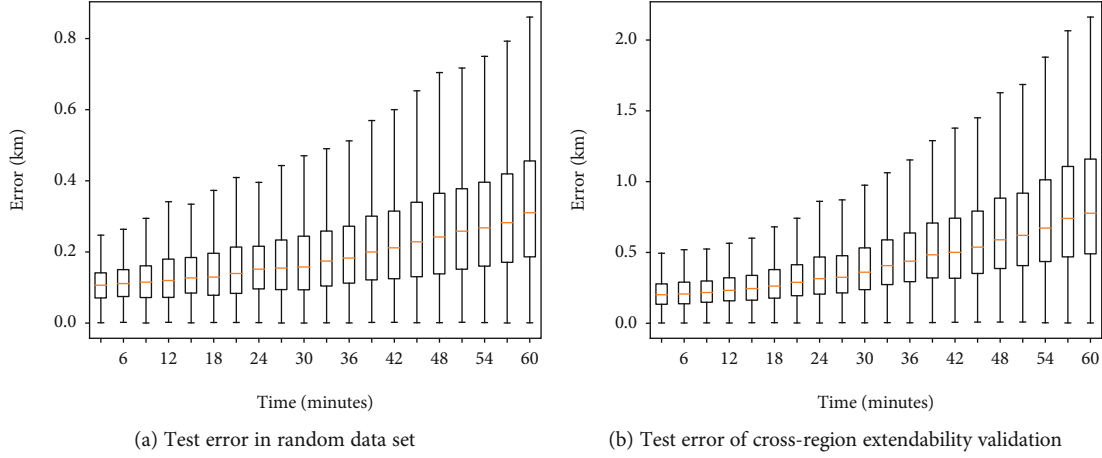 0.8
0.6
0.4
0.2
0.0
Error (km)
6 12 18 24 30 36 42 48 54 60
Time (minutes)
(a) Test error in random data set
2.0
1.5
1.0
0.5
0.0
Error (km)
6 12 18 24 30 36 42 48 54 60
Time (minutes)
(b) Test error of cross-region extendability validation